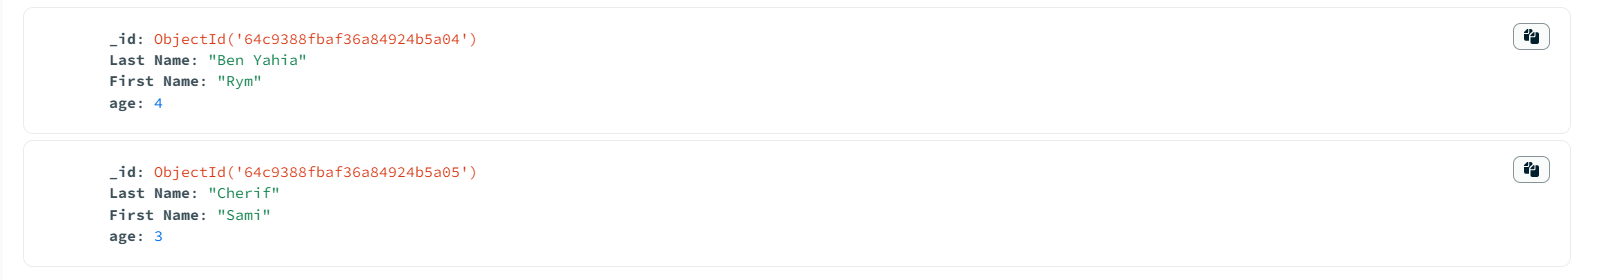 _id: ObjectId('64c9388fbaf36a84924b5a04')
Last Name: "Ben Yahia"
First Name: "Rym"
age: 4
_id: ObjectId('64c9388fbaf36a84924b5a05')
Last Name: "Cherif"
First Name: "Sami"
age: 3